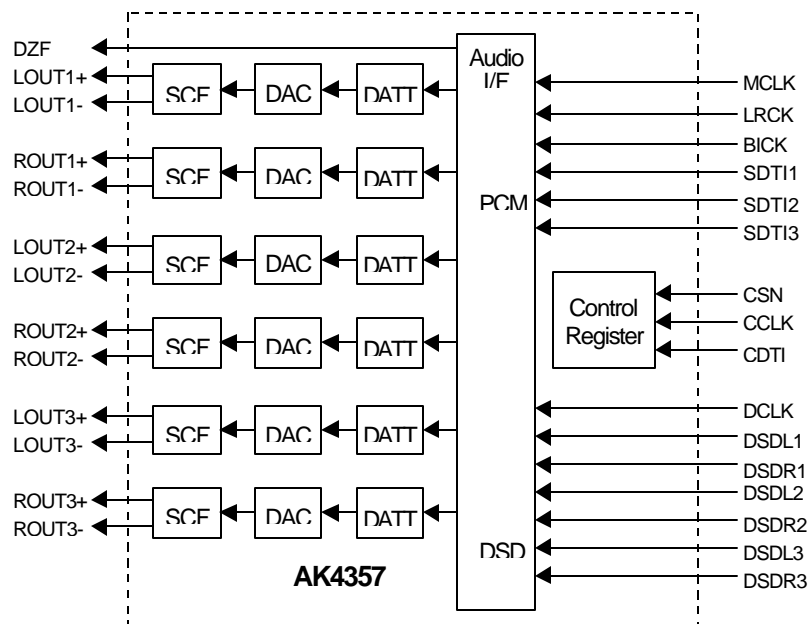 DZF
LOUT1+
LOUT1-
SCF
DAC
DATT
ROUT1+
ROUT1-
SCF
DAC
DATT
LOUT2+
LOUT2-
SCF
DAC
DATT
ROUT2+
ROUT2-
SCF
DAC
DATT
LOUT3+
LOUT3-
SCF
DAC
DATT
ROUT3+
ROUT3-
SCF
DAC
DATT
Audio
I/F
PCM
DSD
MCLK
LRCK
BICK
SDTI1
SDTI2
SDTI3
Control
Register
CSN
CCLK
CDTI
DCLK
DSDL1
DSDR1
DSDL2
DSDR2
DSDL3
DSDR3
AK4357